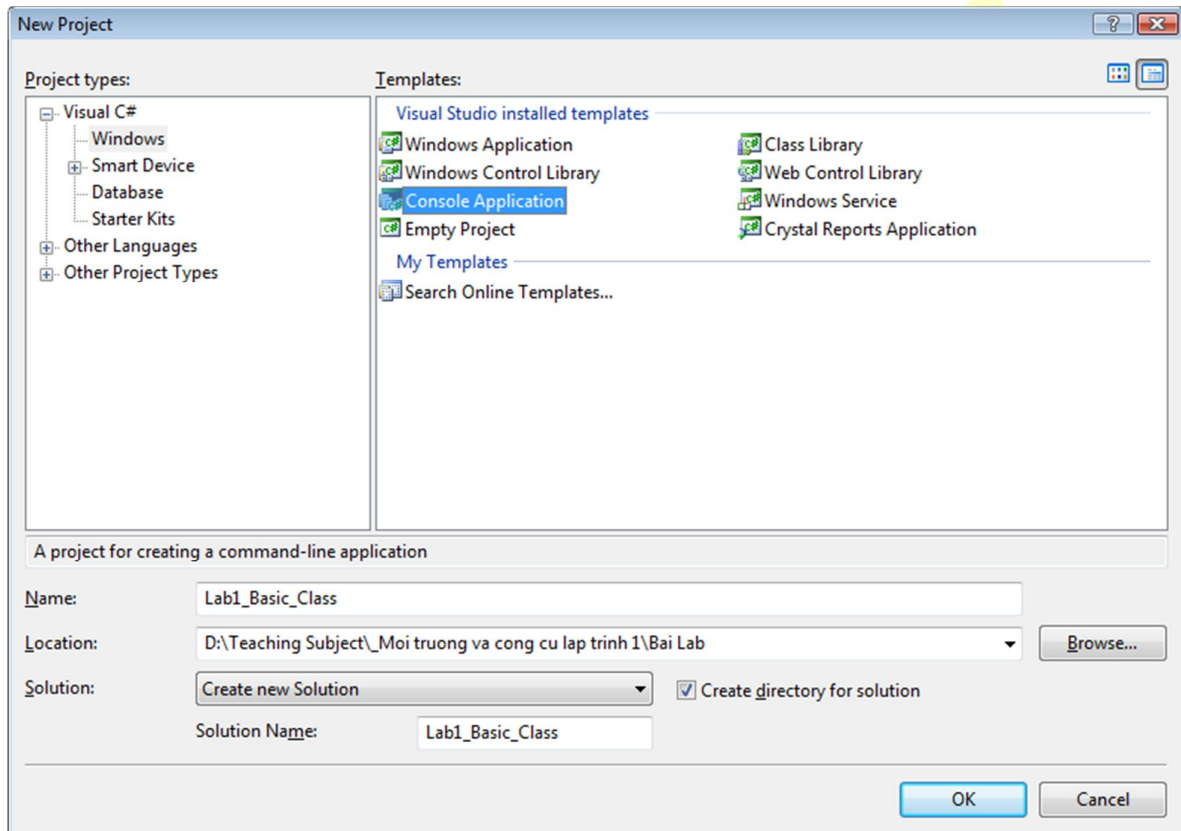 New Project
Project types:
Visual C#
Windows
Smart Device
Database
Starter Kits
Other Languages
Other Project Types
Templates:
Visual Studio installed templates
Windows Application
Class Library
Windows Control Library
Web Control Library
Console Application
Windows Service
Empty Project
Crystal Reports Application
My Templates
Search Online Templates...
A project for creating a command-line application
Name: Lab1_Basic_Class
Location: D:\Teaching Subject\_Moi truong va cong cu lap trinh 1\Bai Lab Browse...
Solution: Create new Solution Create directory for solution
Solution Name: Lab1_Basic_Class
OK Cancel